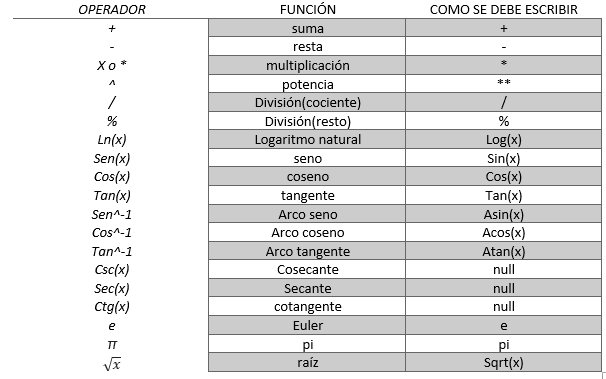 OPERADOR FUNCIÓN COMO SE DEBE ESCRIBIR
+ suma +
- resta -
X o * multiplicación *
^ potencia **
/ División(cociente) /
% División(resto) %
Ln(x) Logaritmo natural Log(x)
Sen(x) seno Sin(x)
Cos(x) coseno Cos(x)
Tan(x) tangente Tan(x)
Sen^-1 Arco seno Asin(x)
Cos^-1 Arco coseno Acos(x)
Tan^-1 Arco tangente Atan(x)
Csc(x) Cosecante null
Sec(x) Secante null
Ctg(x) cotangente null
e Euler e
π pi pi
√x raíz Sqrt(x)